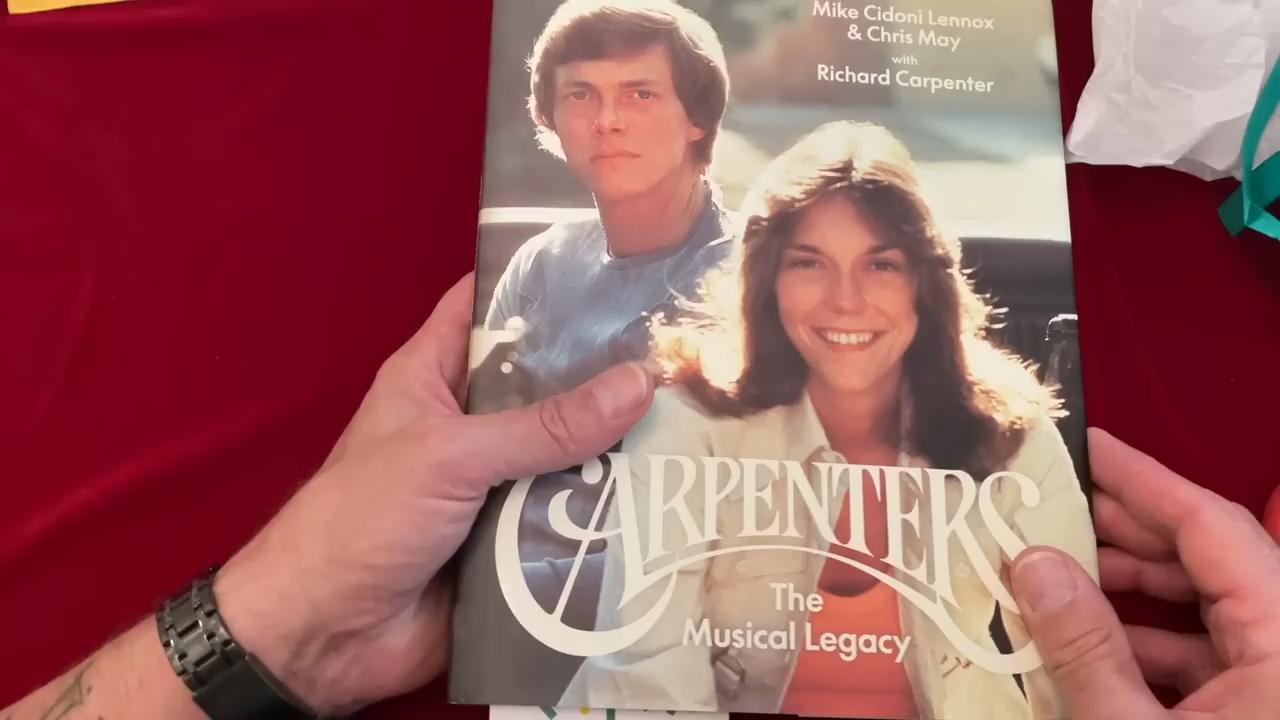 Mike Cidoni Lennox
& Chris May
with
Richard Carpenter
CARPENTERS
The
Musical Legacy